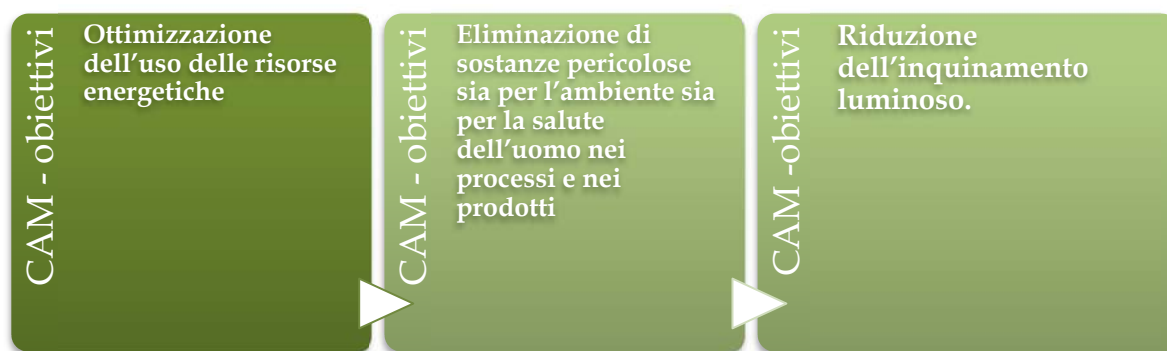 CAM - obiettivi
Ottimizzazione
dell’uso delle risorse
energetiche
CAM - obiettivi
Eliminazione di
sostanze pericolose
sia per l’ambiente sia
per la salute
dell’uomo nei
processi e nei
prodotti
CAM -obiettivi
Riduzione
dell’inquinamento
luminoso.